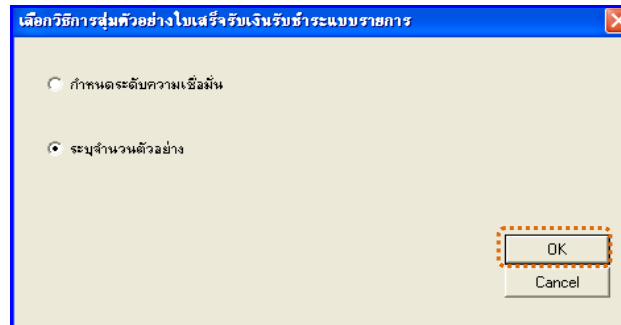 เลือกวิธีการสุ่มตัวอย่างใบเสร็จรับเงินรับชำระแบบรายการ
กำหนดระดับความเชื่อมั่น
ระบุจำนวนตัวอย่าง
OK
Cancel